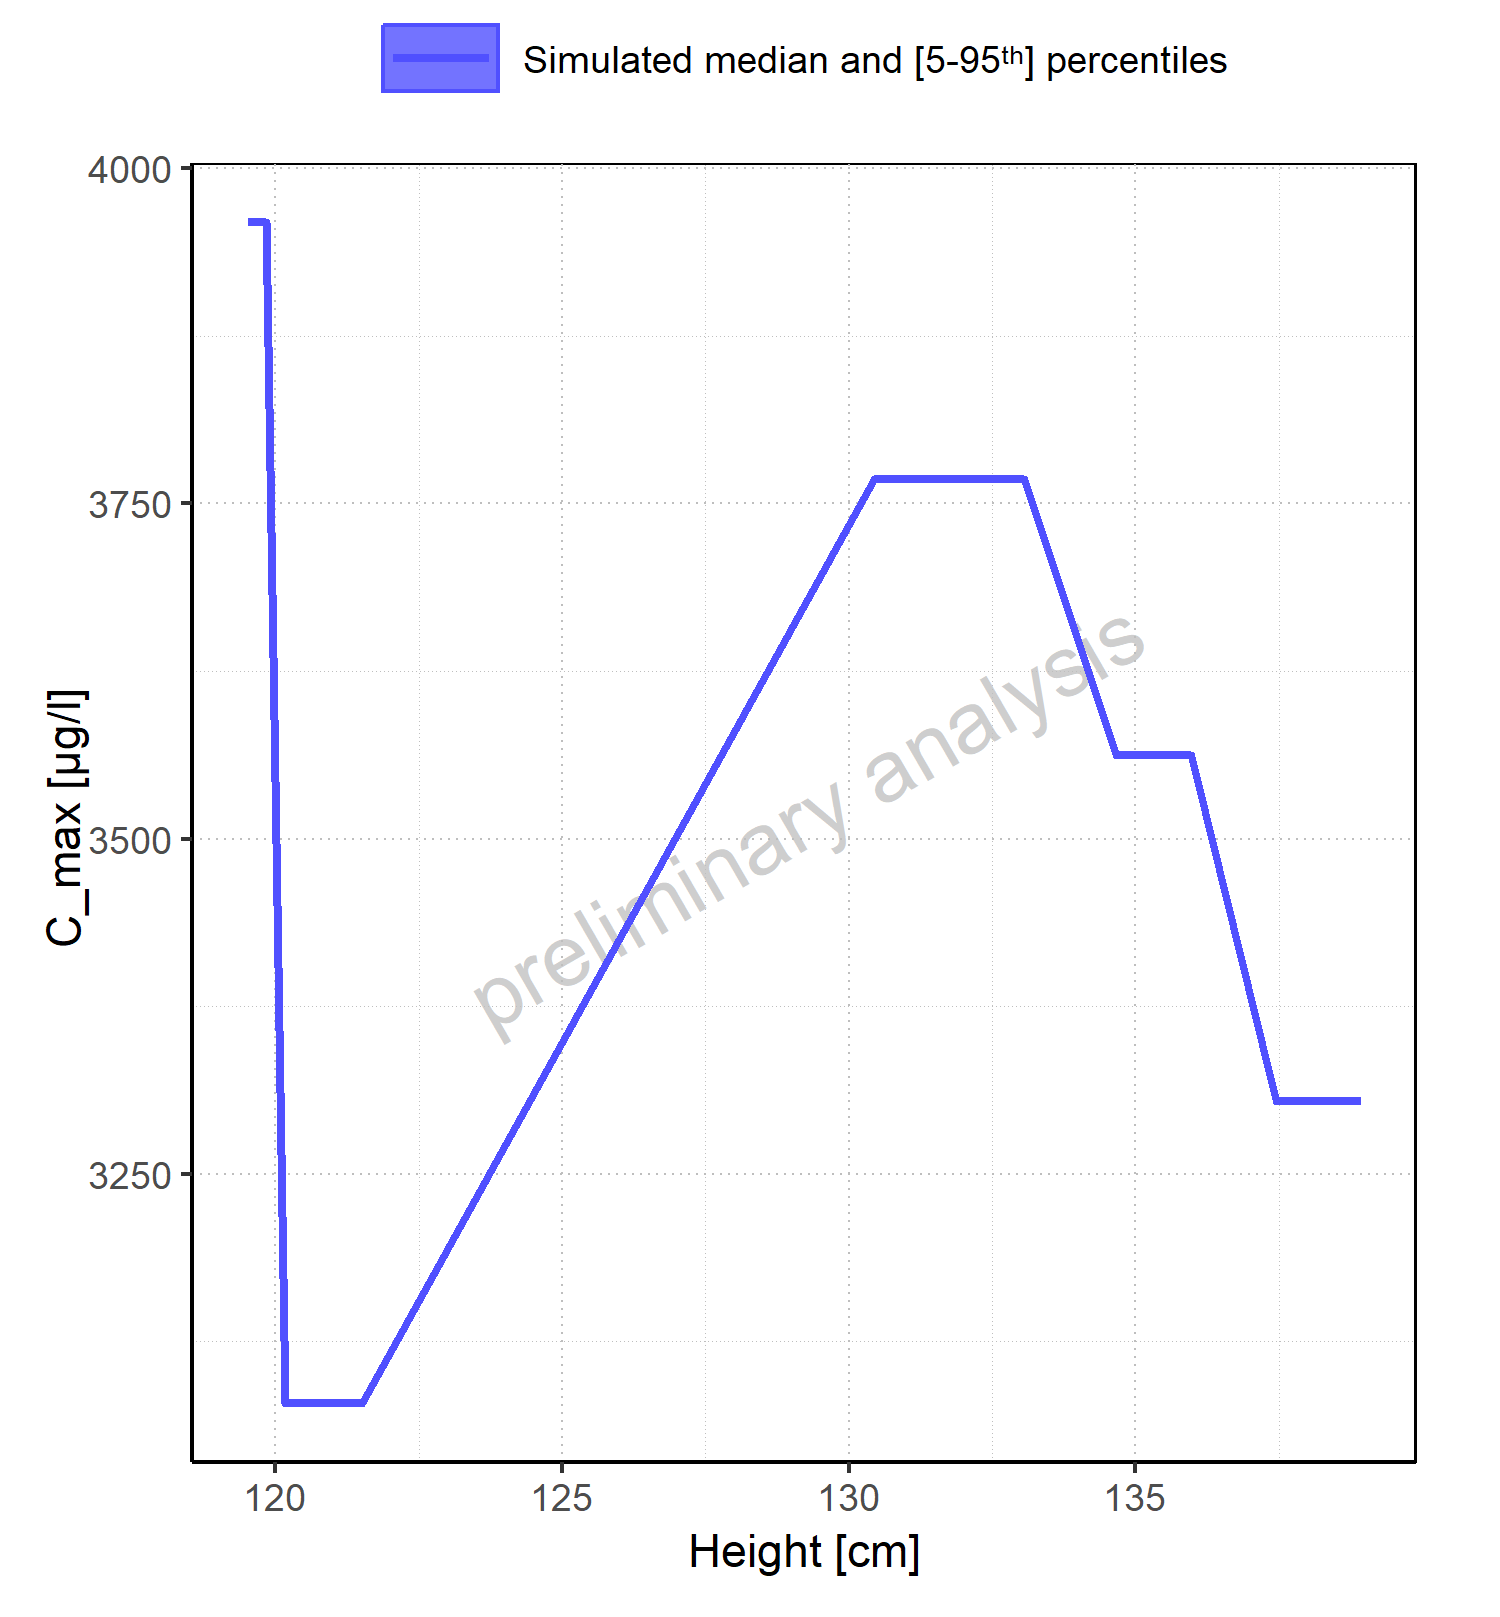 Simulated median and [5-95ᵗʰ] percentiles
4000
3750
3500
3250
C_max [µg/l]
preliminary analysis
120 125 130 135
Height [cm]